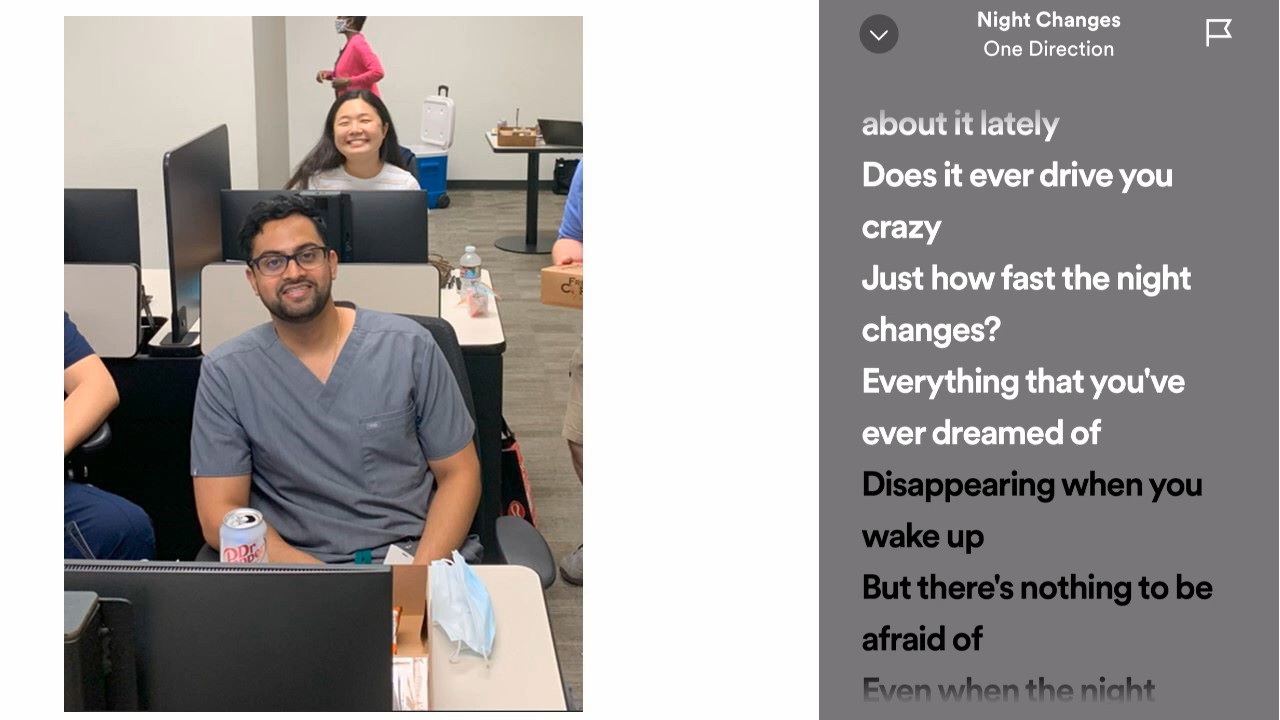 Night Changes
One Direction
about it lately
Does it ever drive you
crazy
Just how fast the night
changes?
Everything that you've
ever dreamed of
Disappearing when you
wake up
But there's nothing to be
afraid of
Even when the night
Dr